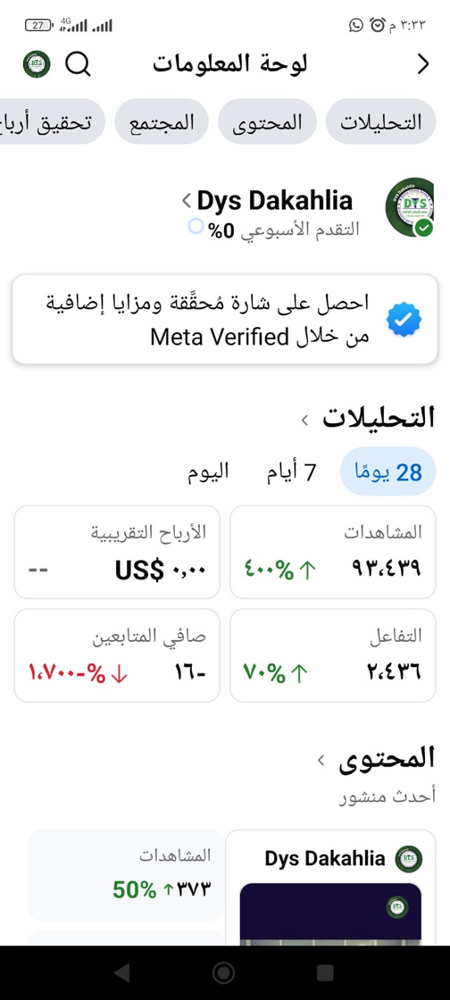 27 4G ٣:٣٣ م
لوحة المعلومات
التحليلات
المحتوى
المجتمع
تحقيق أربا
Dys Dakahlia
التقدم الأسبوعي 0%
احصل على شارة مُحقَّقة ومزايا إضافية
من خلال Meta Verified
التحليلات
28 يومًا
7 أيام
اليوم
المشاهدات
٩٣،٤٣٩ ↑ ٤٠٠%
الأرباح التقريبية
US$ ٠,٠٠ --
التفاعل
٢،٤٣٦ ↑ ٧٠%
صافي المتابعين
-١٦ ↓ %-١،٧٠٠
المحتوى
أحدث منشور
Dys Dakahlia
المشاهدات
٣٧٣ ↑ 50%